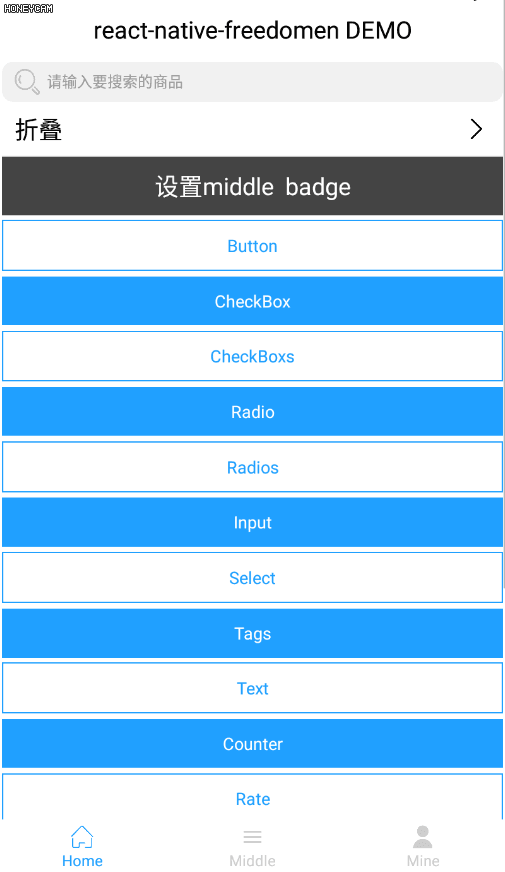 HONEYCAM
react-native-freedomen DEMO
请输入要搜索的商品
折叠
设置middle badge
Button
CheckBox
CheckBoxs
Radio
Radios
Input
Select
Tags
Text
Counter
Rate
Home
Middle
Mine